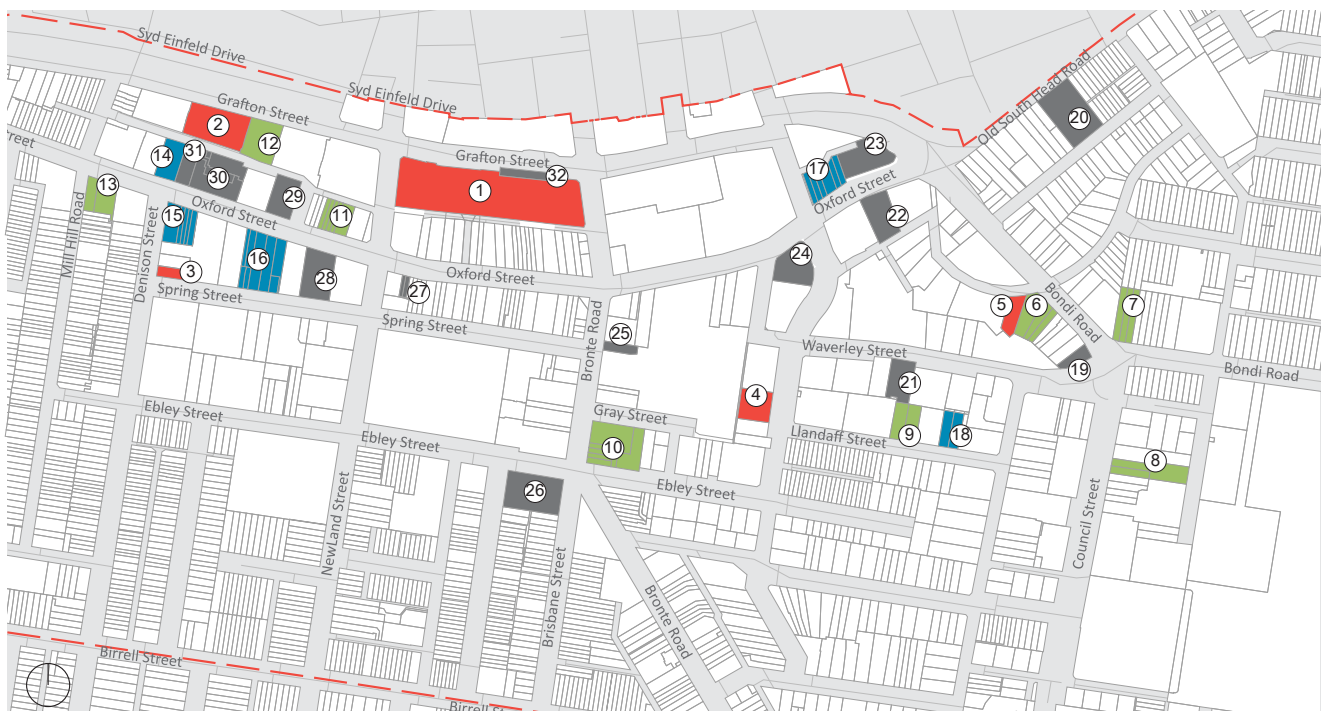 Syd Einfeld Drive
Syd Einfeld Drive
Old South Head Road
Grafton Street
Grafton Street
20
2
12
14
31
30
29
11
1
32
17
23
Oxford Street
22
13
Mill Hill Road
Denison Street
15
Oxford Street
16
28
3
Spring Street
27
Oxford Street
24
5
6
Bondi Road
7
Spring Street
Bronte Road
25
Waverley Street
19
Bondi Road
21
4
Ebley Street
Ebley Street
Gray Street
10
9
18
Llandaff Street
8
26
Ebley Street
NewLand Street
Brisbane Street
Bronte Road
Council Street
Birrell Street